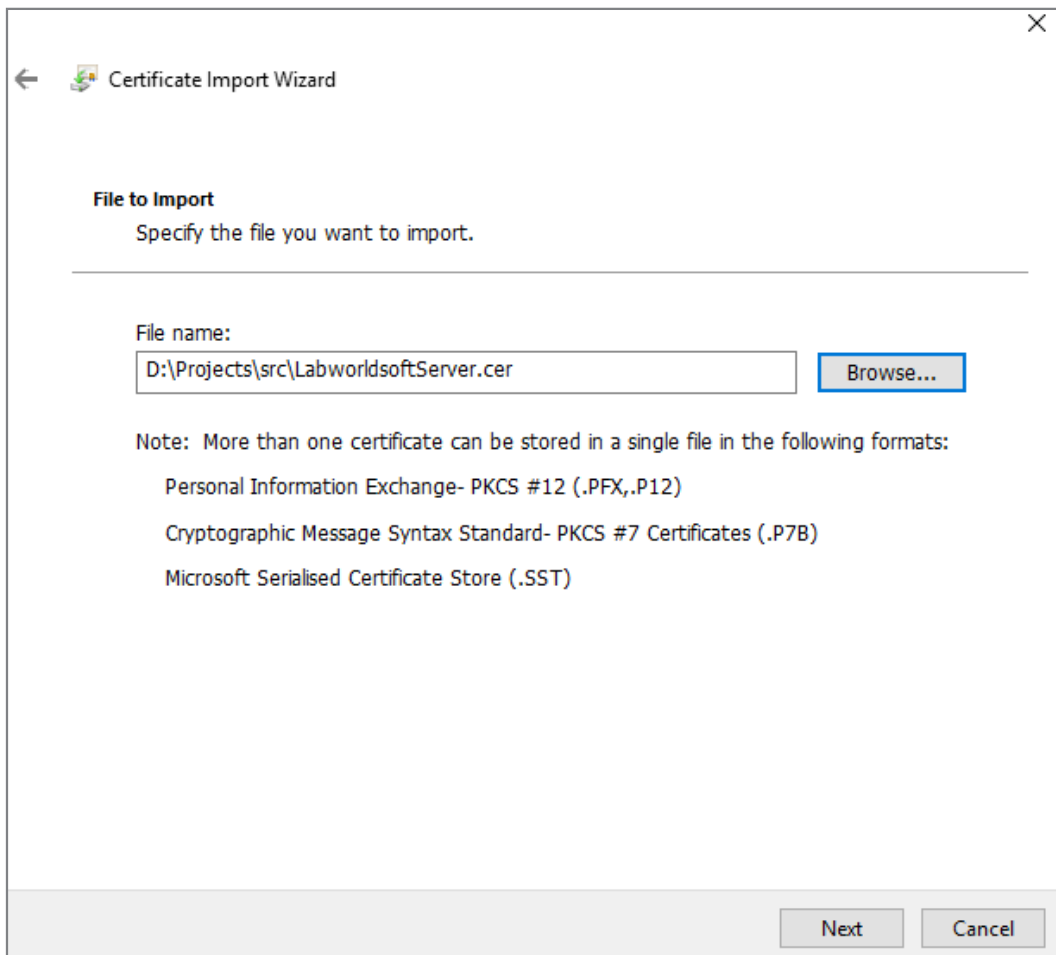 Certificate Import Wizard
File to Import
Specify the file you want to import.
File name:
D:\Projects\src\LabworldsoftServer.cer
Browse...
Note:  More than one certificate can be stored in a single file in the following formats:
Personal Information Exchange- PKCS #12 (.PFX,.P12)
Cryptographic Message Syntax Standard- PKCS #7 Certificates (.P7B)
Microsoft Serialised Certificate Store (.SST)
Next
Cancel